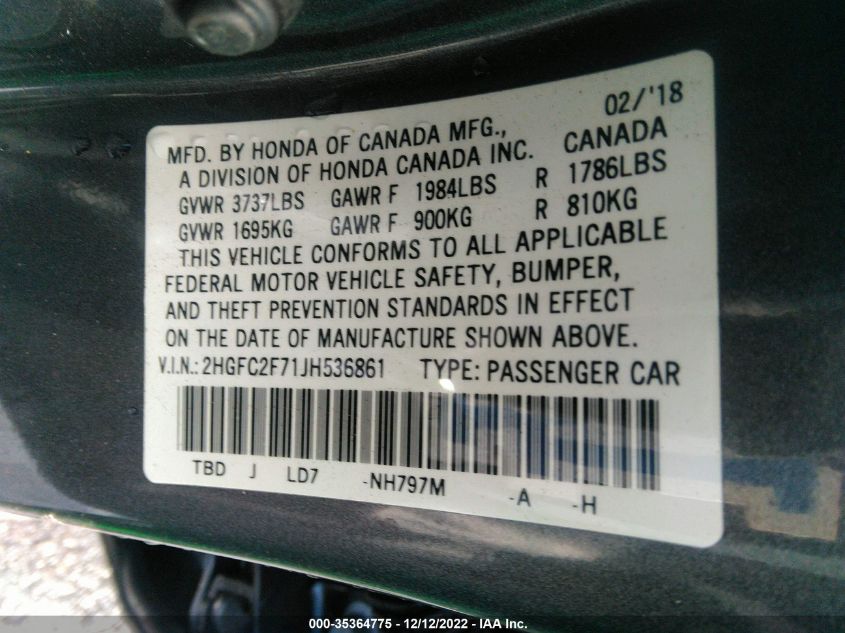 02/'18
MFD. BY HONDA OF CANADA MFG., CANADA
A DIVISION OF HONDA CANADA INC.
GVWR 3737LBS GAWR F 1984LBS R 1786LBS
GVWR 1695KG GAWR F 900KG R 810KG
THIS VEHICLE CONFORMS TO ALL APPLICABLE
FEDERAL MOTOR VEHICLE SAFETY, BUMPER,
AND THEFT PREVENTION STANDARDS IN EFFECT
ON THE DATE OF MANUFACTURE SHOWN ABOVE.
V.I.N.: 2HGFC2F71JH536861 TYPE: PASSENGER CAR
TBD J LD7 -NH797M -A -H
000-35364775 - 12/12/2022 - IAA Inc.